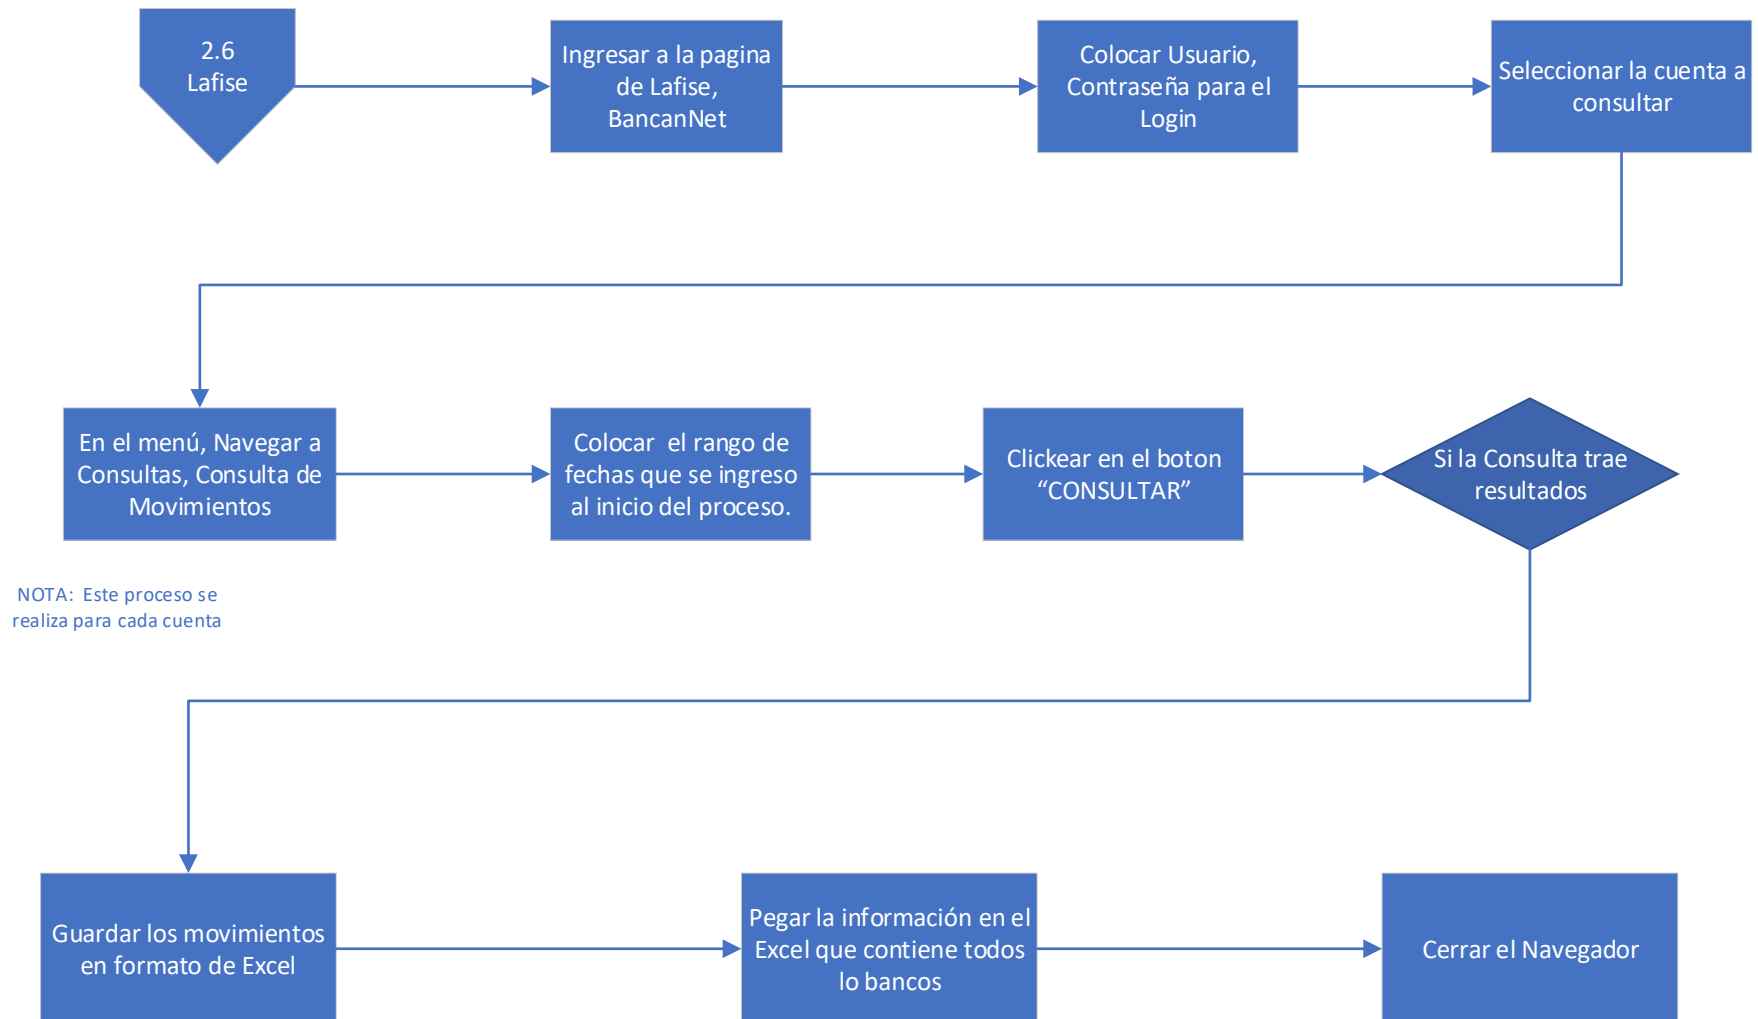 2.6
Lafise
Ingresar a la pagina
de Lafise,
BancanNet
Colocar Usuario,
Contraseña para el
Login
Seleccionar la cuenta a
consultar
En el menú, Navegar a
Consultas, Consulta de
Movimientos
Colocar el rango de
fechas que se ingreso
al inicio del proceso.
Clickear en el boton
“CONSULTAR”
Si la Consulta trae
resultados
NOTA: Este proceso se
realiza para cada cuenta
Guardar los movimientos
en formato de Excel
Pegar la información en el
Excel que contiene todos
lo bancos
Cerrar el Navegador